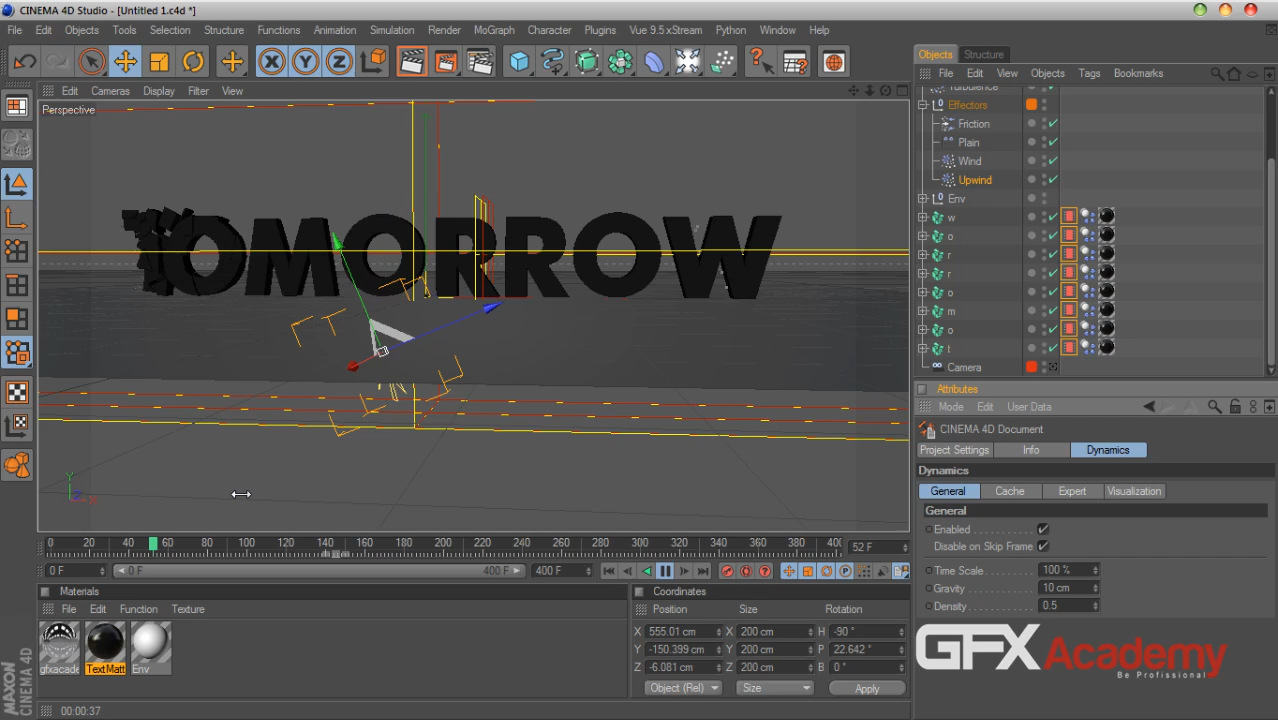 CINEMA 4D Studio - [Untitled 1.c4d *]
File Edit Objects Tools Selection Structure Functions Animation Simulation Render MoGraph Character Plugins Vue 9.5 xStream Python Window Help
X Y Z
Objects Structure
File Edit View Objects Tags Bookmarks
Edit Cameras Display Filter View
Perspective
Turbulence
Effectors
Friction
Plain
Wind
Upwind
Env
w
o
r
r
o
m
o
t
Camera
TOMORROW
Y
Z X
Attributes
Mode Edit User Data
CINEMA 4D Document
Project Settings Info Dynamics
Dynamics
General Cache Expert Visualization
General
Enabled
Disable on Skip Frame
Time Scale 100 %
Gravity 10 cm
Density 0.5
0 20 40 60 80 100 120 140 160 180 200 220 240 260 280 300 320 340 360 380 40(
52 F
0 F 0 F 400 F 400 F
Materials
File Edit Function Texture
gfxacade TextMatt Env
Coordinates
Position Size Rotation
X 555.01 cm X 200 cm H -90 °
Y -150.399 cm Y 200 cm P 22.642 °
Z -6.081 cm Z 200 cm B 0 °
Object (Rel) Size Apply
GFXAcademy
Be Profissional
MAXON
CINEMA 4D
00:00:37